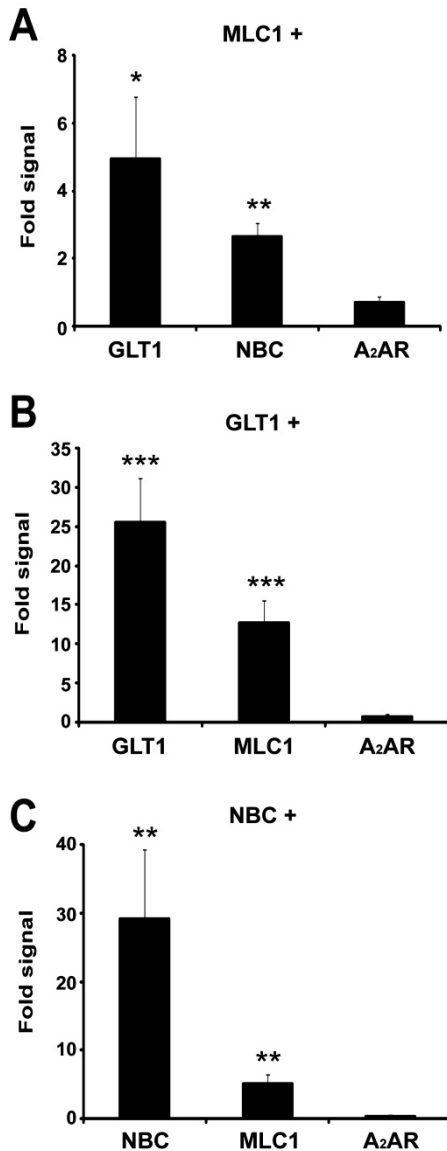 A
MLC1 +
Fold signal
8
6
4
2
0
*
**
GLT1 NBC A₂AR
B
GLT1 +
Fold signal
35
30
25
20
15
10
5
0
***
***
GLT1 MLC1 A₂AR
C
NBC +
Fold signal
40
30
20
10
0
**
**
NBC MLC1 A₂AR